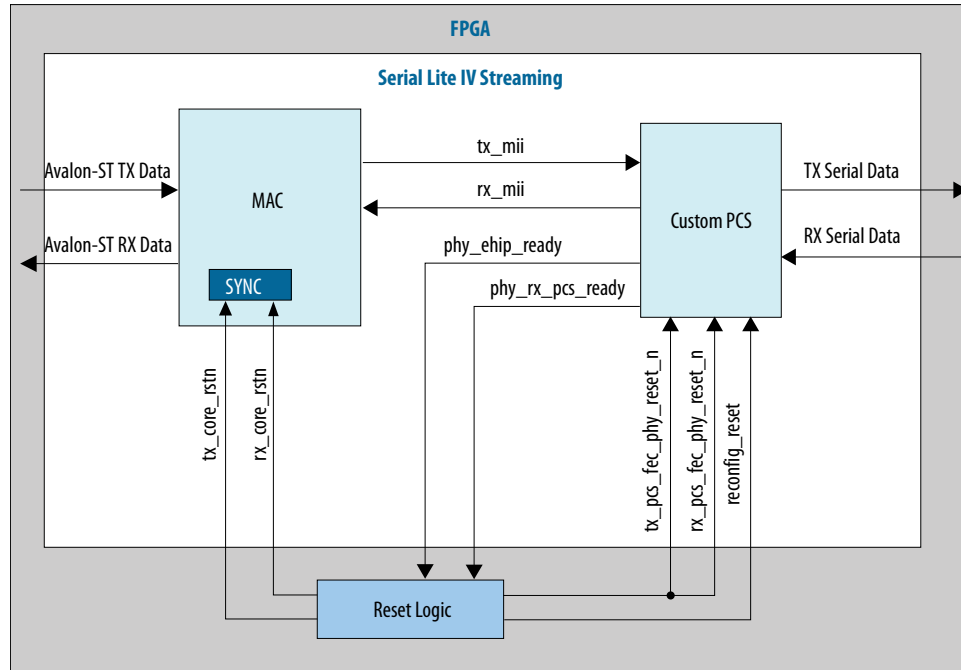 FPGA
Serial Lite IV Streaming
Avalon-ST TX Data
Avalon-ST RX Data
MAC
SYNC
tx_mii
rx_mii
phy_ehip_ready
phy_rx_pcs_ready
Custom PCS
TX Serial Data
RX Serial Data
tx_core_rstn
rx_core_rstn
tx_pcs_fec_phy_reset_n
rx_pcs_fec_phy_reset_n
reconfig_reset
Reset Logic